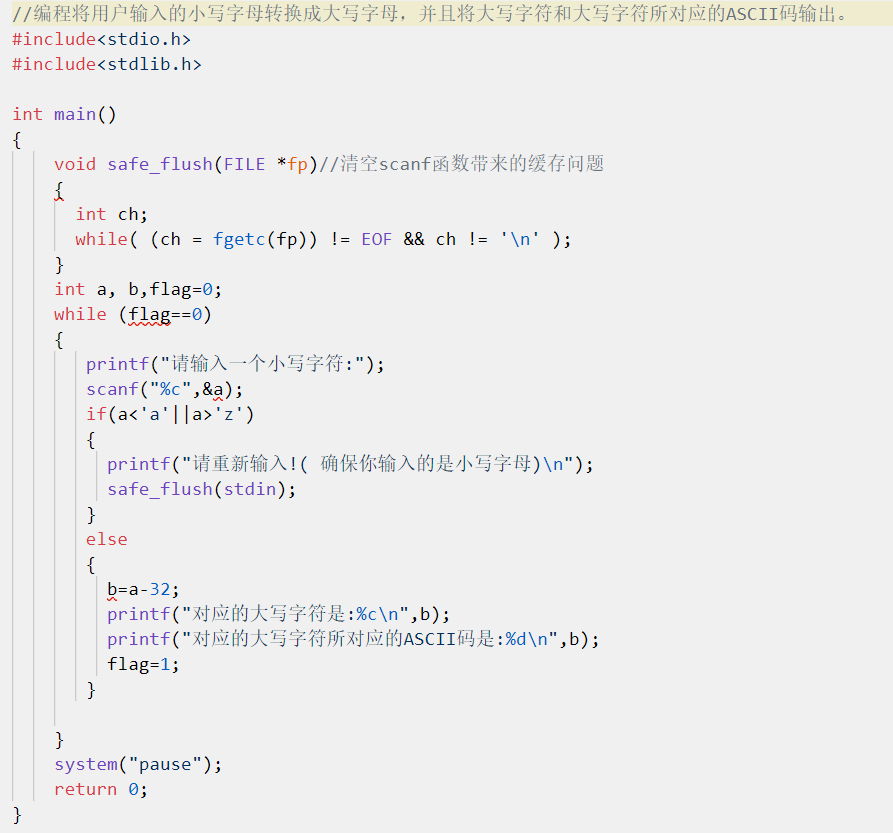 //编程将用户输入的小写字母转换成大写字母，并且将大写字符和大写字符所对应的ASCII码输出。
#include<stdio.h>
#include<stdlib.h>
int main()
{
void safe_flush(FILE *fp)//清空scanf函数带来的缓存问题
{
int ch;
while( (ch = fgetc(fp)) != EOF && ch != '\n' );
}
int a, b,flag=0;
while (flag==0)
{
printf("请输入一个小写字符:");
scanf("%c",&a);
if(a<'a'||a>'z')
{
printf("请重新输入!( 确保你输入的是小写字母)\n");
safe_flush(stdin);
}
else
{
b=a-32;
printf("对应的大写字符是:%c\n",b);
printf("对应的大写字符所对应的ASCII码是:%d\n",b);
flag=1;
}
}
system("pause");
return 0;
}